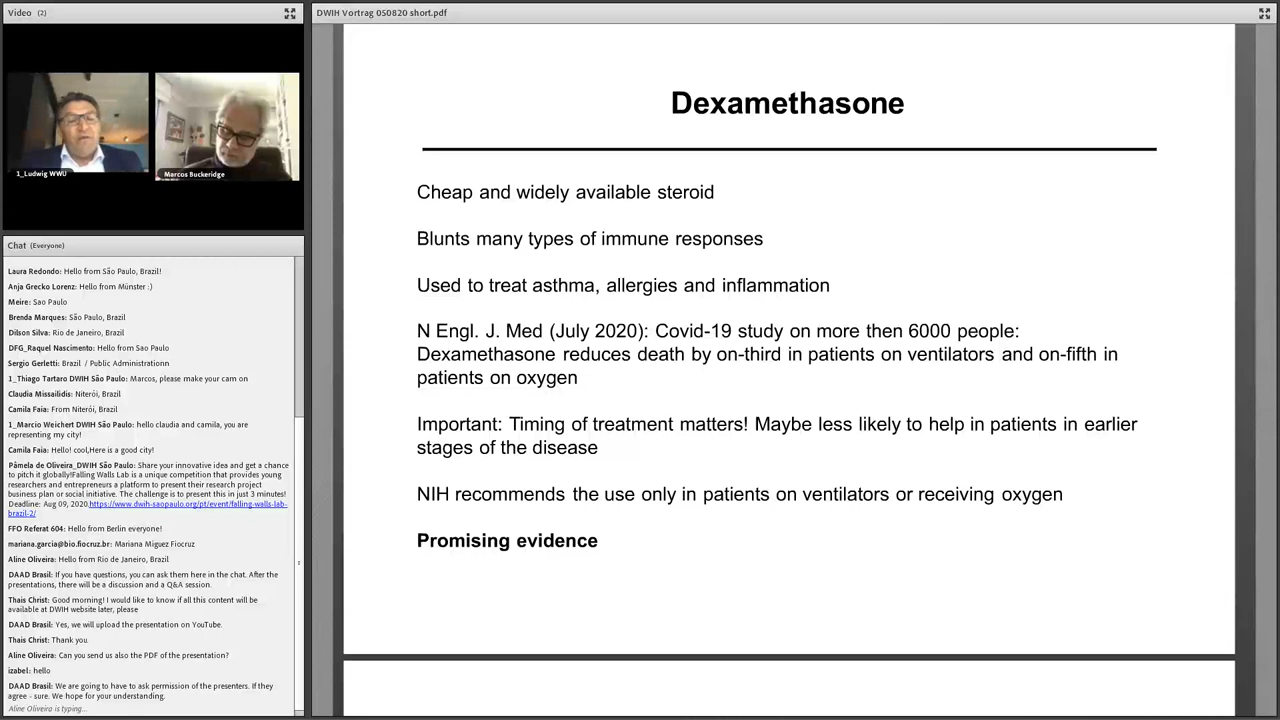 Video (2)
1_Ludwig WWU
Marcos Buckeridge
Chat (Everyone)
Laura Redondo: Hello from São Paulo, Brazil!
Anja Grecko Lorenz: Hello from Münster :)
Meire: Sao Paulo
Brenda Marques: São Paulo, Brazil
Dilson Silva: Rio de Janeiro, Brazil
DFG_Raquel Nascimento: Hello from Sao Paulo
Sergio Gerletti: Brazil / Public Administrationn
1_Thiago Tartaro DWIH São Paulo: Marcos, please make your cam on
Claudia Missailidis: Niterói, Brazil
Camila Faia: From Niterói, Brazil
1_Marcio Weichert DWIH São Paulo: hello claudia and camila, you are
representing my city!
Camila Faia: Hello! cool,Here is a good city!
Pâmela de Oliveira_DWIH São Paulo: Share your innovative idea and get a chance
to pitch it globally!Falling Walls Lab is a unique competition that provides young
researchers and entrepreneurs a platform to present their research project
business plan or social initiative. The challenge is to present this in just 3 minutes!
Deadline: Aug 09, 2020.https://www.dwih-saopaulo.org/pt/event/falling-walls-lab-
brazil-2/
FFO Referat 604: Hello from Berlin everyone!
mariana.garcia@bio.fiocruz.br: Mariana Miguez Fiocruz
Aline Oliveira: Hello from Rio de Janeiro, Brazil
DAAD Brasil: If you have questions, you can ask them here in the chat. After the
presentations, there will be a discussion and a Q&A session.
Thais Christ: Good morning! I would like to know if all this content will be
available at DWIH website later, please
DAAD Brasil: Yes, we will upload the presentation on YouTube.
Thais Christ: Thank you.
Aline Oliveira: Can you send us also the PDF of the presentation?
izabel: hello
DAAD Brasil: We are going to have to ask permission of the presenters. If they
agree - sure. We hope for your understanding.
Aline Oliveira is typing...
DWIH Vortrag 050820 short.pdf
Dexamethasone
Cheap and widely available steroid
Blunts many types of immune responses
Used to treat asthma, allergies and inflammation
N Engl. J. Med (July 2020): Covid-19 study on more then 6000 people:
Dexamethasone reduces death by on-third in patients on ventilators and on-fifth in
patients on oxygen
Important: Timing of treatment matters! Maybe less likely to help in patients in earlier
stages of the disease
NIH recommends the use only in patients on ventilators or receiving oxygen
Promising evidence